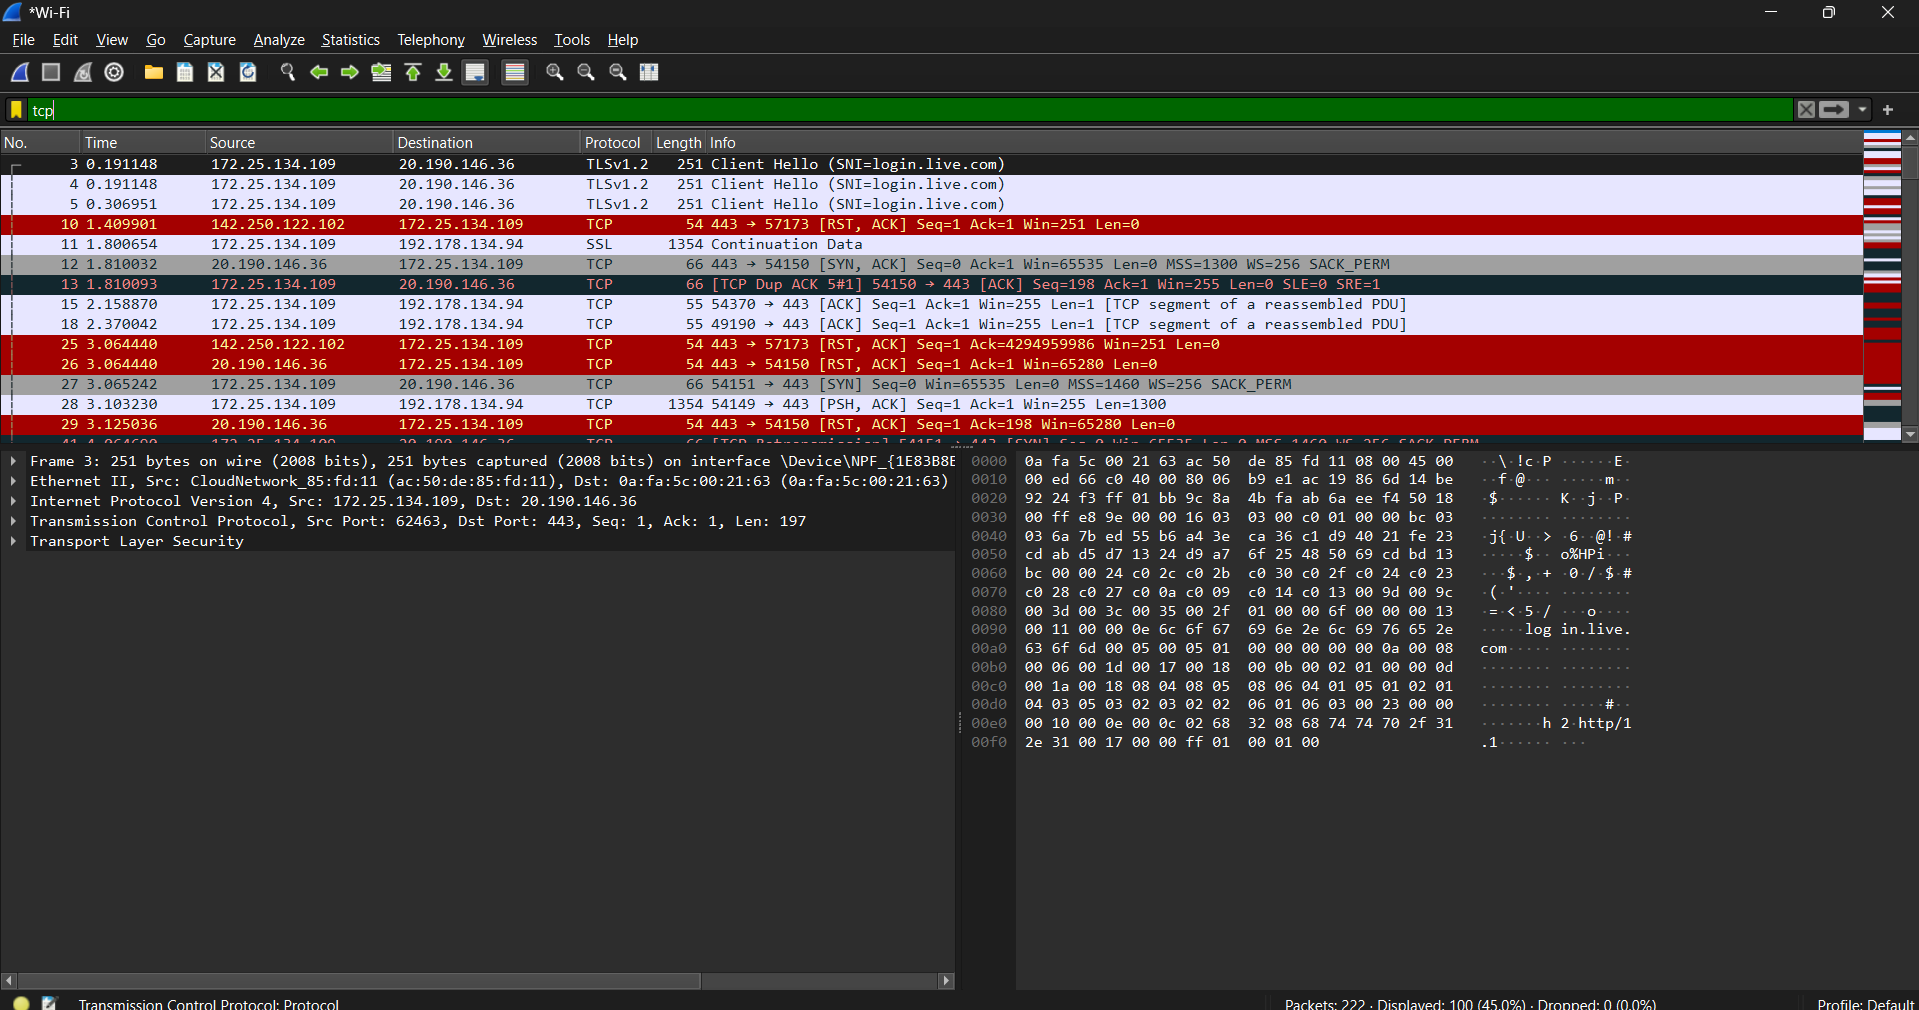 *Wi-Fi
File Edit View Go Capture Analyze Statistics Telephony Wireless Tools Help
tcp
No. Time Source Destination Protocol Length Info
3 0.191148 172.25.134.109 20.190.146.36 TLSv1.2 251 Client Hello (SNI=login.live.com)
4 0.191148 172.25.134.109 20.190.146.36 TLSv1.2 251 Client Hello (SNI=login.live.com)
5 0.306951 172.25.134.109 20.190.146.36 TLSv1.2 251 Client Hello (SNI=login.live.com)
10 1.409901 142.250.122.102 172.25.134.109 TCP 54 443 → 57173 [RST, ACK] Seq=1 Ack=1 Win=251 Len=0
11 1.800654 172.25.134.109 192.178.134.94 SSL 1354 Continuation Data
12 1.810032 20.190.146.36 172.25.134.109 TCP 66 443 → 54150 [SYN, ACK] Seq=0 Ack=1 Win=65535 Len=0 MSS=1300 WS=256 SACK_PERM
13 1.810093 172.25.134.109 20.190.146.36 TCP 66 [TCP Dup ACK 5#1] 54150 → 443 [ACK] Seq=198 Ack=1 Win=255 Len=0 SLE=0 SRE=1
15 2.158870 172.25.134.109 192.178.134.94 TCP 55 54370 → 443 [ACK] Seq=1 Ack=1 Win=255 Len=1 [TCP segment of a reassembled PDU]
18 2.370042 172.25.134.109 192.178.134.94 TCP 55 49190 → 443 [ACK] Seq=1 Ack=1 Win=255 Len=1 [TCP segment of a reassembled PDU]
25 3.064440 142.250.122.102 172.25.134.109 TCP 54 443 → 57173 [RST, ACK] Seq=1 Ack=4294959986 Win=251 Len=0
26 3.064440 20.190.146.36 172.25.134.109 TCP 54 443 → 54150 [RST, ACK] Seq=1 Ack=1 Win=65280 Len=0
27 3.065242 172.25.134.109 20.190.146.36 TCP 66 54151 → 443 [SYN] Seq=0 Win=65535 Len=0 MSS=1460 WS=256 SACK_PERM
28 3.103230 172.25.134.109 192.178.134.94 TCP 1354 54149 → 443 [PSH, ACK] Seq=1 Ack=1 Win=255 Len=1300
29 3.125036 20.190.146.36 172.25.134.109 TCP 54 443 → 54150 [RST, ACK] Seq=1 Ack=198 Win=65280 Len=0
Frame 3: 251 bytes on wire (2008 bits), 251 bytes captured (2008 bits) on interface \Device\NPF_{1E83B8E
Ethernet II, Src: CloudNetwork_85:fd:11 (ac:50:de:85:fd:11), Dst: 0a:fa:5c:00:21:63 (0a:fa:5c:00:21:63)
Internet Protocol Version 4, Src: 172.25.134.109, Dst: 20.190.146.36
Transmission Control Protocol, Src Port: 62463, Dst Port: 443, Seq: 1, Ack: 1, Len: 197
Transport Layer Security
0000 0a fa 5c 00 21 63 ac 50 de 85 fd 11 08 00 45 00 ··\·!c·P ······E·
0010 00 ed 66 c0 40 00 80 06 b9 e1 ac 19 86 6d 14 be ··f·@··· ·····m··
0020 92 24 f3 ff 01 bb 9c 8a 4b fa ab 6a ee f4 50 18 ·$······ K··j··P·
0030 00 ff e8 9e 00 00 16 03 03 00 c0 01 00 00 bc 03 ········ ········
0040 03 6a 7b ed 55 b6 a4 3e ca 36 c1 d9 40 21 fe 23 ·j{·U··> ·6··@!·#
0050 cd ab d5 d7 13 24 d9 a7 6f 25 48 50 69 cd bd 13 ·····$·· o%HPi···
0060 bc 00 00 24 c0 2c c0 2b c0 30 c0 2f c0 24 c0 23 ···$·,·+ ·0·/·$·#
0070 c0 28 c0 27 c0 0a c0 09 c0 14 c0 13 00 9d 00 9c ·(·'···· ········
0080 00 3d 00 3c 00 35 00 2f 01 00 00 6f 00 00 00 13 ·=·<·5·/ ···o····
0090 00 11 00 00 0e 6c 6f 67 69 6e 2e 6c 69 76 65 2e ·····log in.live.
00a0 63 6f 6d 00 05 00 05 01 00 00 00 00 00 0a 00 08 com····· ········
00b0 00 06 00 1d 00 17 00 18 00 0b 00 02 01 00 00 0d ········ ········
00c0 00 1a 00 18 08 04 08 05 08 06 04 01 05 01 02 01 ········ ········
00d0 04 03 05 03 02 03 02 02 06 01 06 03 00 23 00 00 ········ ·····#··
00e0 00 10 00 0e 00 0c 02 68 32 08 68 74 74 70 2f 31 ·······h 2·http/1
00f0 2e 31 00 17 00 00 ff 01 00 01 00 .1······ ···
Transmission Control Protocol: Protocol
Packets: 222 · Displayed: 100 (45.0%) · Dropped: 0 (0.0%)
Profile: Default